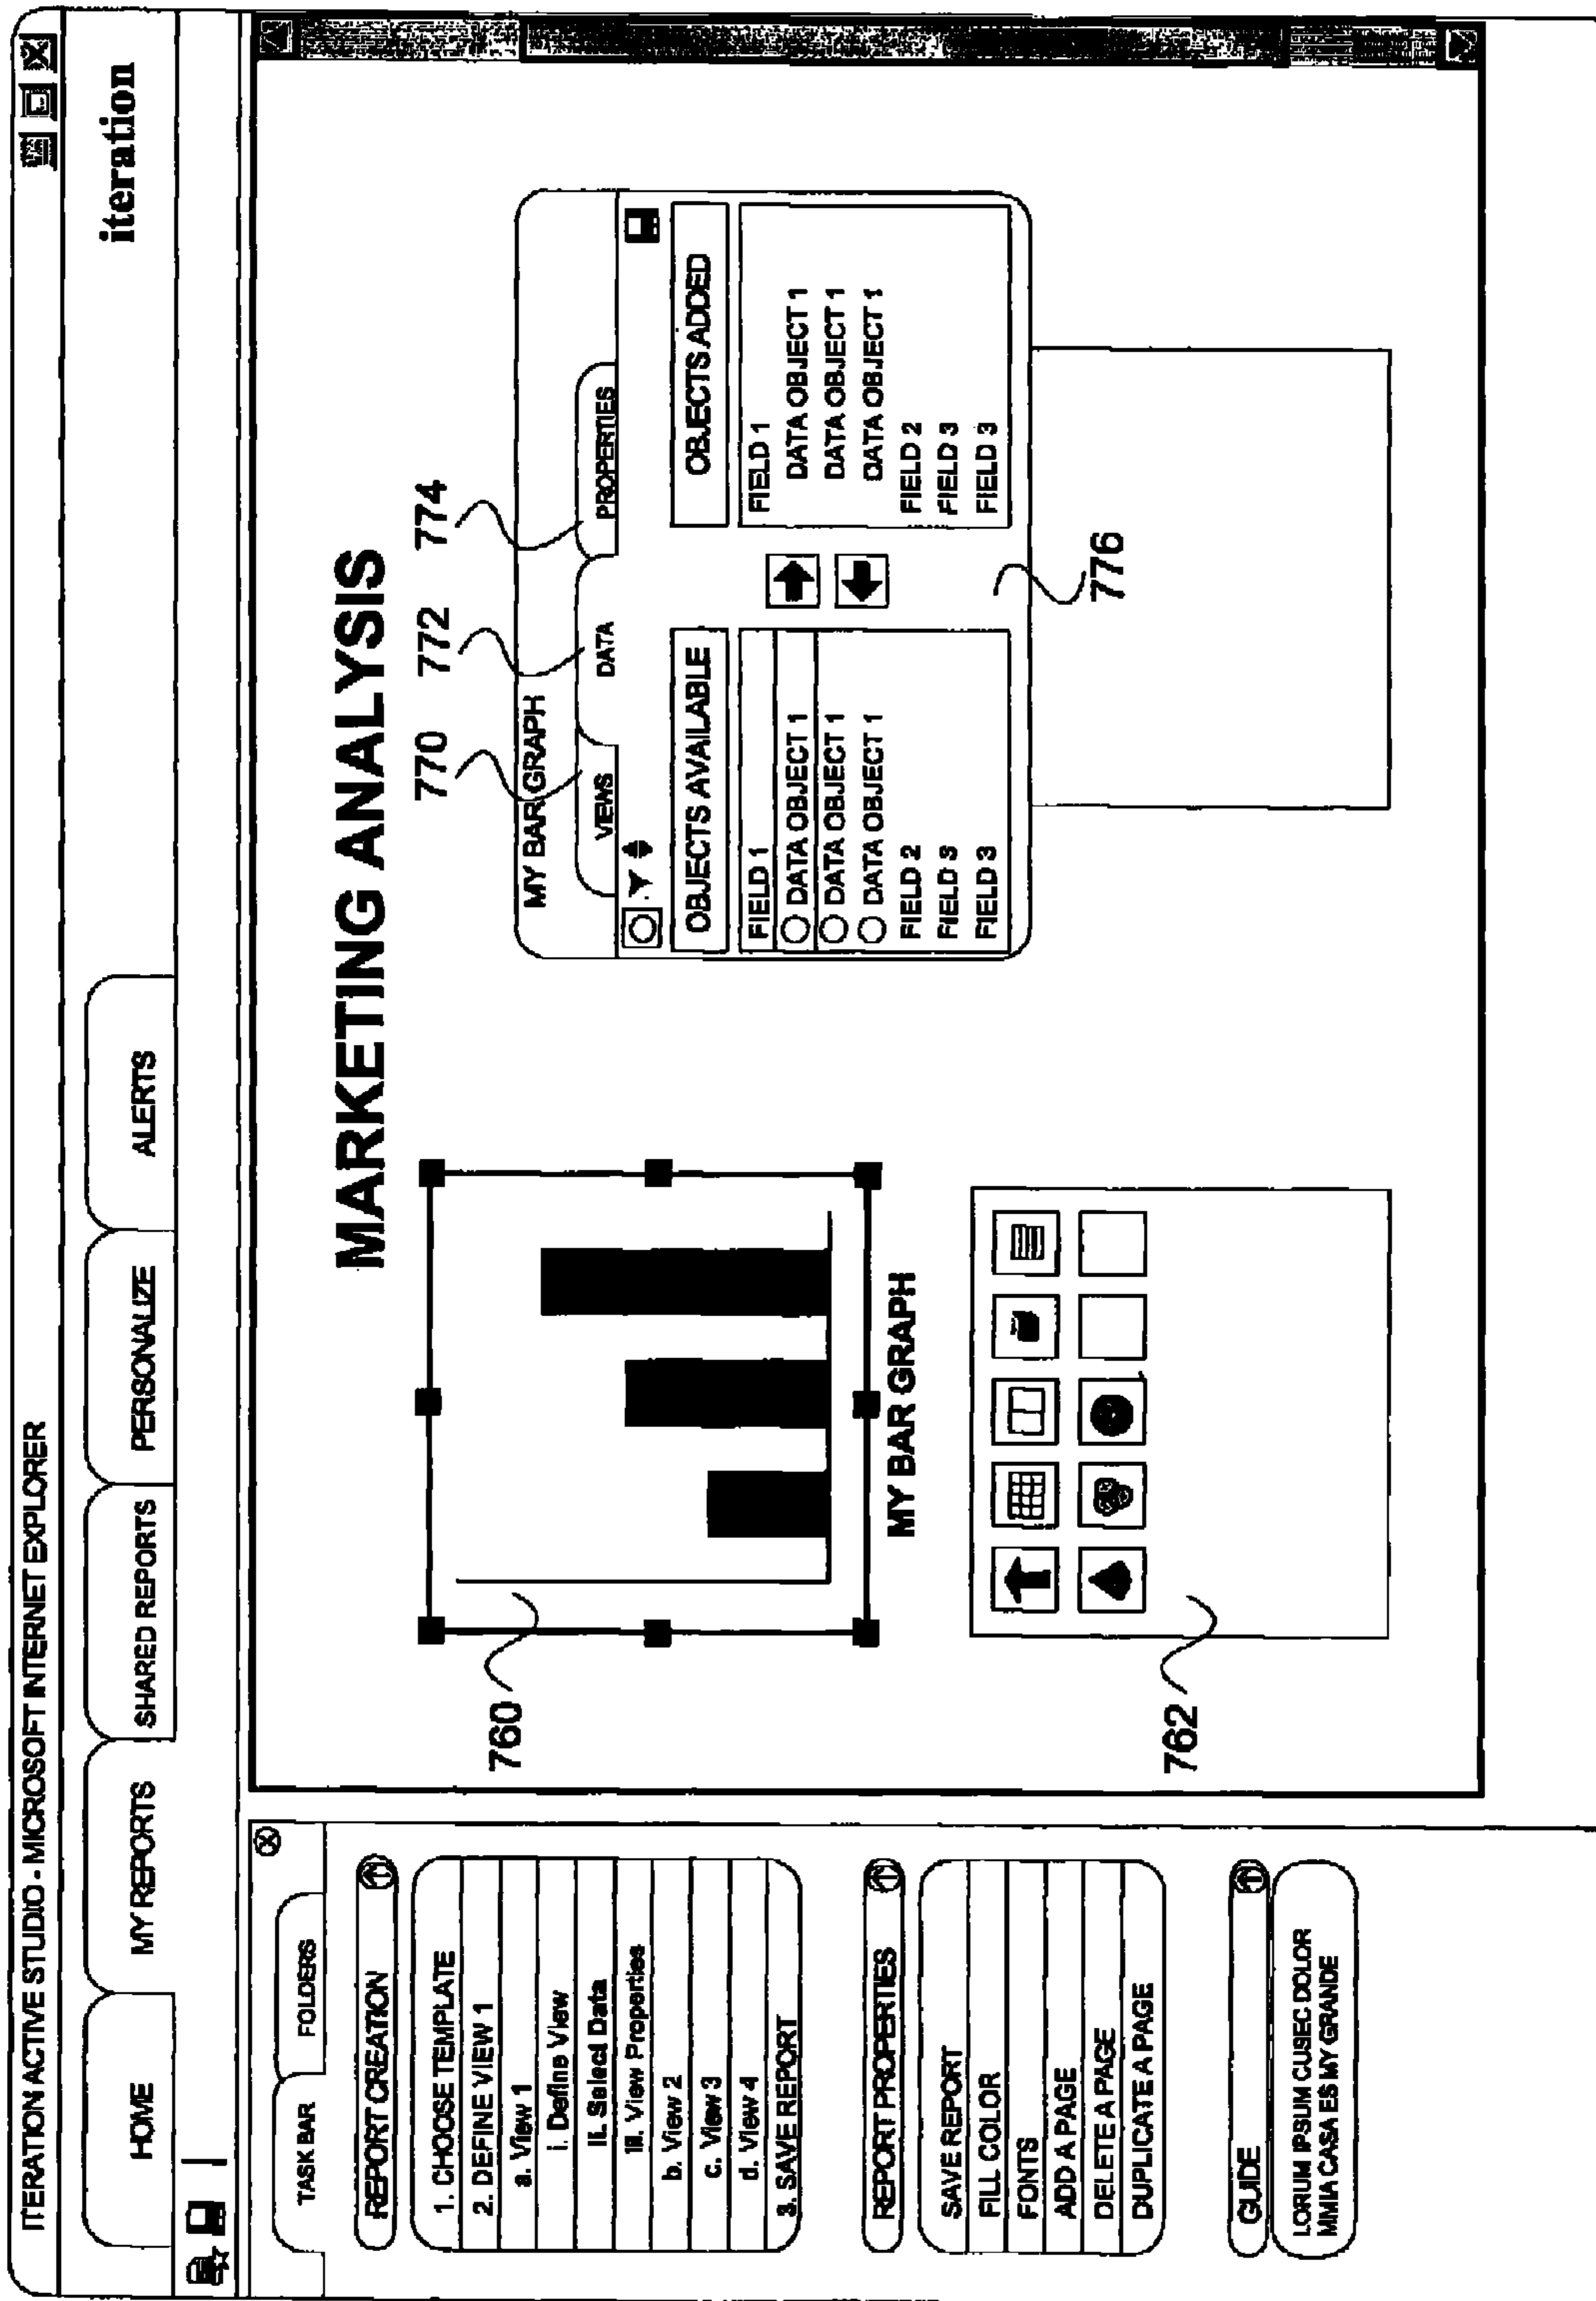 ITERATION ACTIVE STUDIO - MICROSOFT INTERNET EXPLORER
HOME
MY REPORTS
SHARED REPORTS
PERSONALIZE
ALERTS
iteration
TASK BAR
FOLDERS
REPORT CREATION
1. CHOOSE TEMPLATE
2. DEFINE VIEW 1
a. View 1
i. Define View
ii. Select Data
iii. View Properties
b. View 2
c. View 3
d. View 4
3. SAVE REPORT
REPORT PROPERTIES
SAVE REPORT
FILL COLOR
FONTS
ADD A PAGE
DELETE A PAGE
DUPLICATE A PAGE
GUIDE
LORUM IPSUM CUSEC DOLOR
MMIA CASA ES MY GRANDE
MARKETING ANALYSIS
760
MY BAR GRAPH
762
770
772
774
MY BAR GRAPH
VIEWS
DATA
PROPERTIES
OBJECTS AVAILABLE
FIELD 1
DATA OBJECT 1
DATA OBJECT 1
DATA OBJECT 1
FIELD 2
FIELD 3
FIELD 3
OBJECTS ADDED
FIELD 1
DATA OBJECT 1
DATA OBJECT 1
DATA OBJECT 1
FIELD 2
FIELD 3
FIELD 3
776